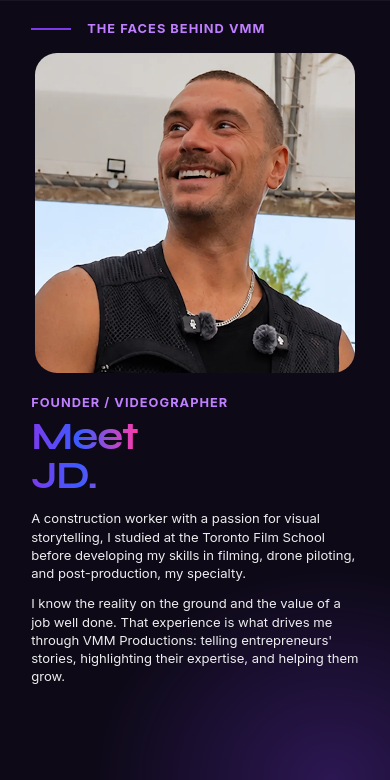 THE FACES BEHIND VMM
FOUNDER / VIDEOGRAPHER
Meet
JD.
A construction worker with a passion for visual
storytelling, I studied at the Toronto Film School
before developing my skills in filming, drone piloting,
and post-production, my specialty.
I know the reality on the ground and the value of a
job well done. That experience is what drives me
through VMM Productions: telling entrepreneurs'
stories, highlighting their expertise, and helping them
grow.